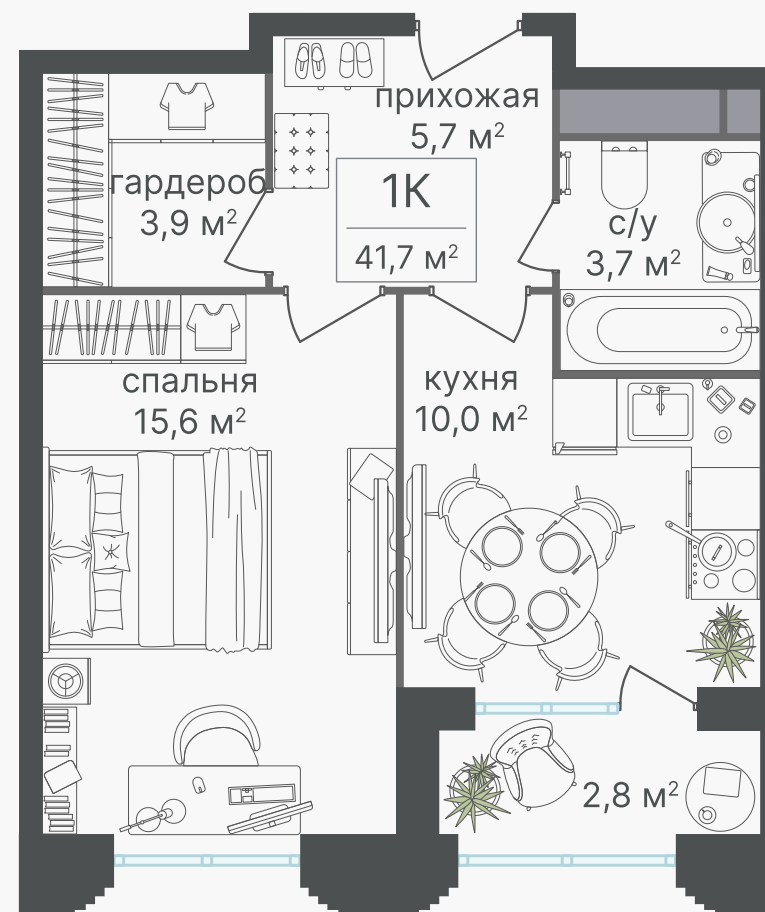 прихожая
5,7 м²
гардероб
3,9 м²
1К
41,7 м²
с/у
3,7 м²
спальня
15,6 м²
кухня
10,0 м²
2,8 м²